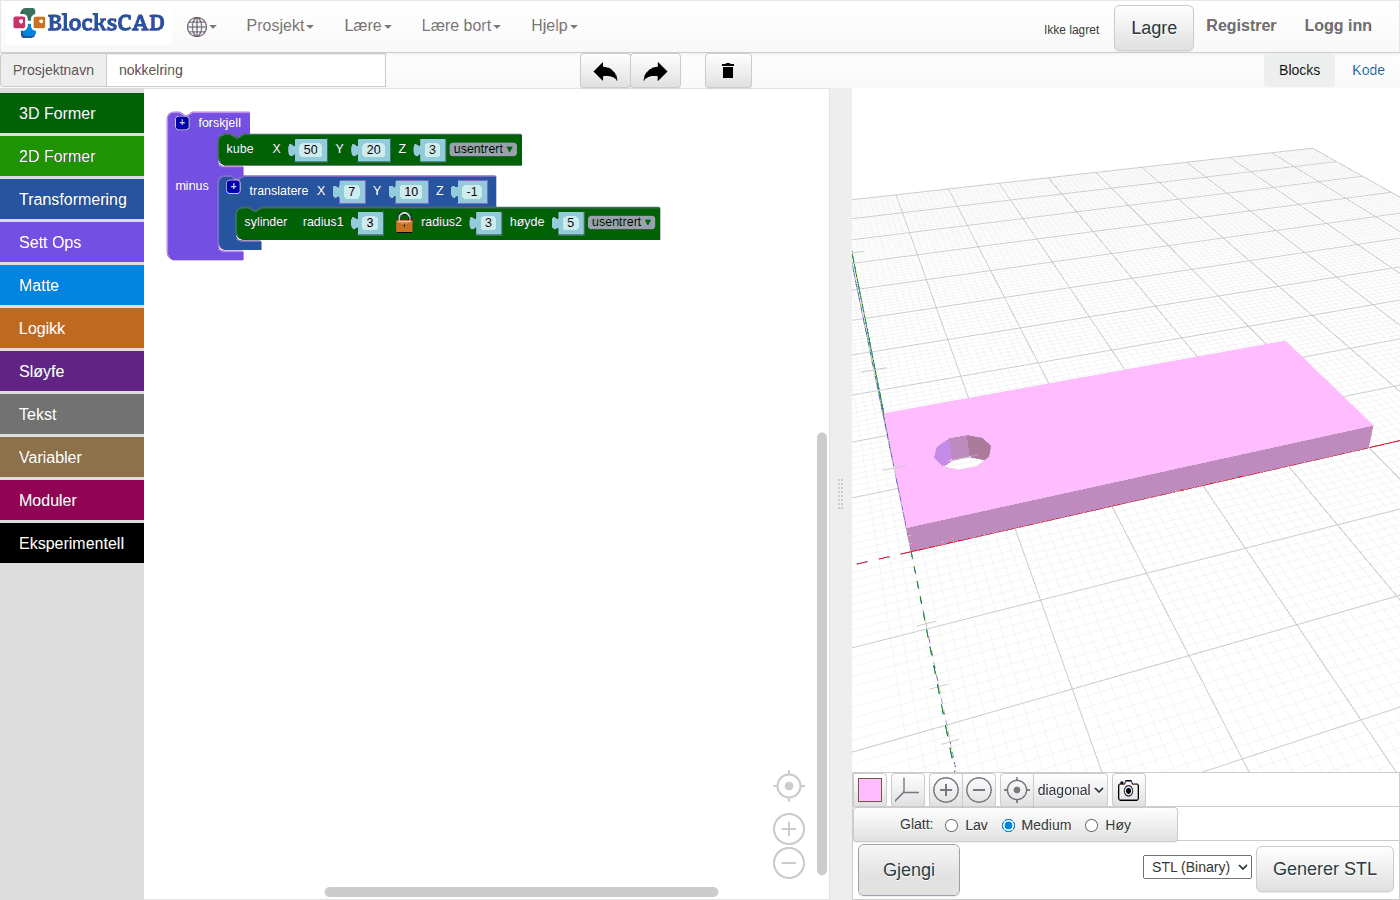 BlocksCAD Prosjekt Lære Lære bort Hjelp Ikke lagret Lagre Registrer Logg inn
Prosjektnavn nokkelring Blocks Kode
3D Former
2D Former
Transformering
Sett Ops
Matte
Logikk
Sløyfe
Tekst
Variabler
Moduler
Eksperimentell
+ forskjell
kube X 50 Y 20 Z 3 usentrert ▾
minus + translatere X 7 Y 10 Z -1
sylinder radius1 3 radius2 3 høyde 5 usentrert ▾
diagonal
Glatt: Lav Medium Høy
Gjengi STL (Binary) Generer STL